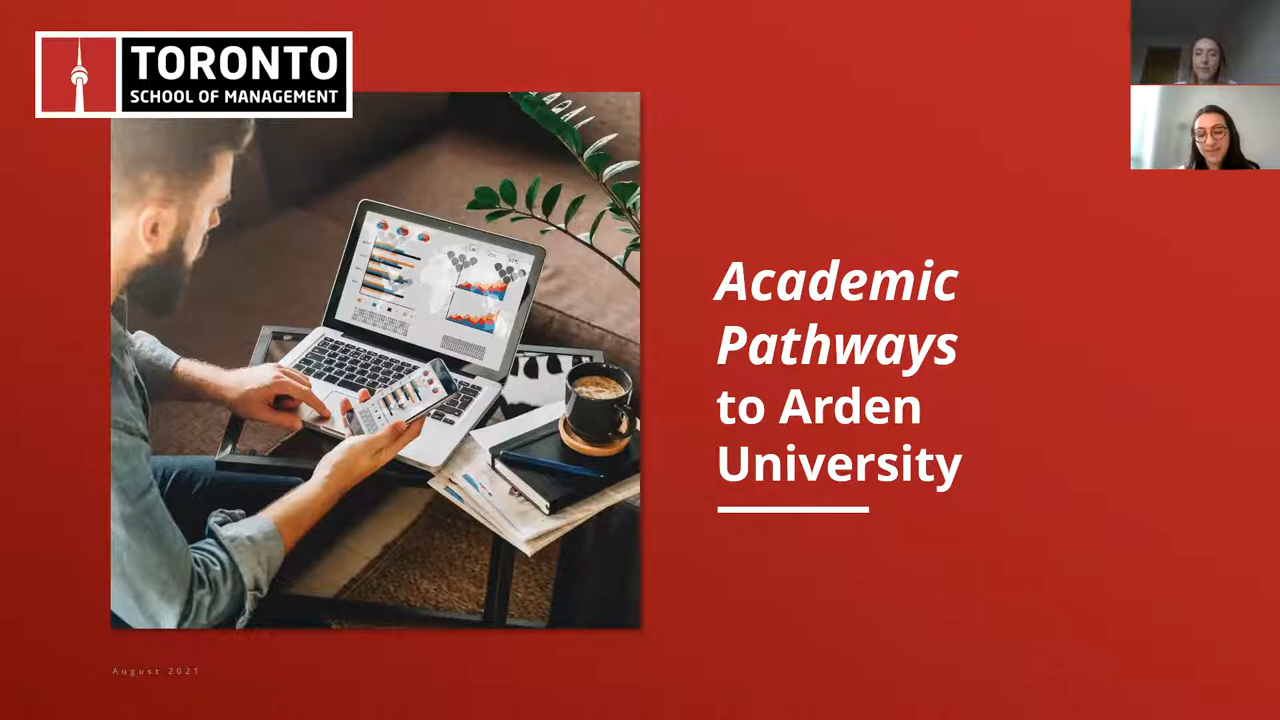 TORONTO
SCHOOL OF MANAGEMENT
Academic
Pathways
to Arden
University
August 2021